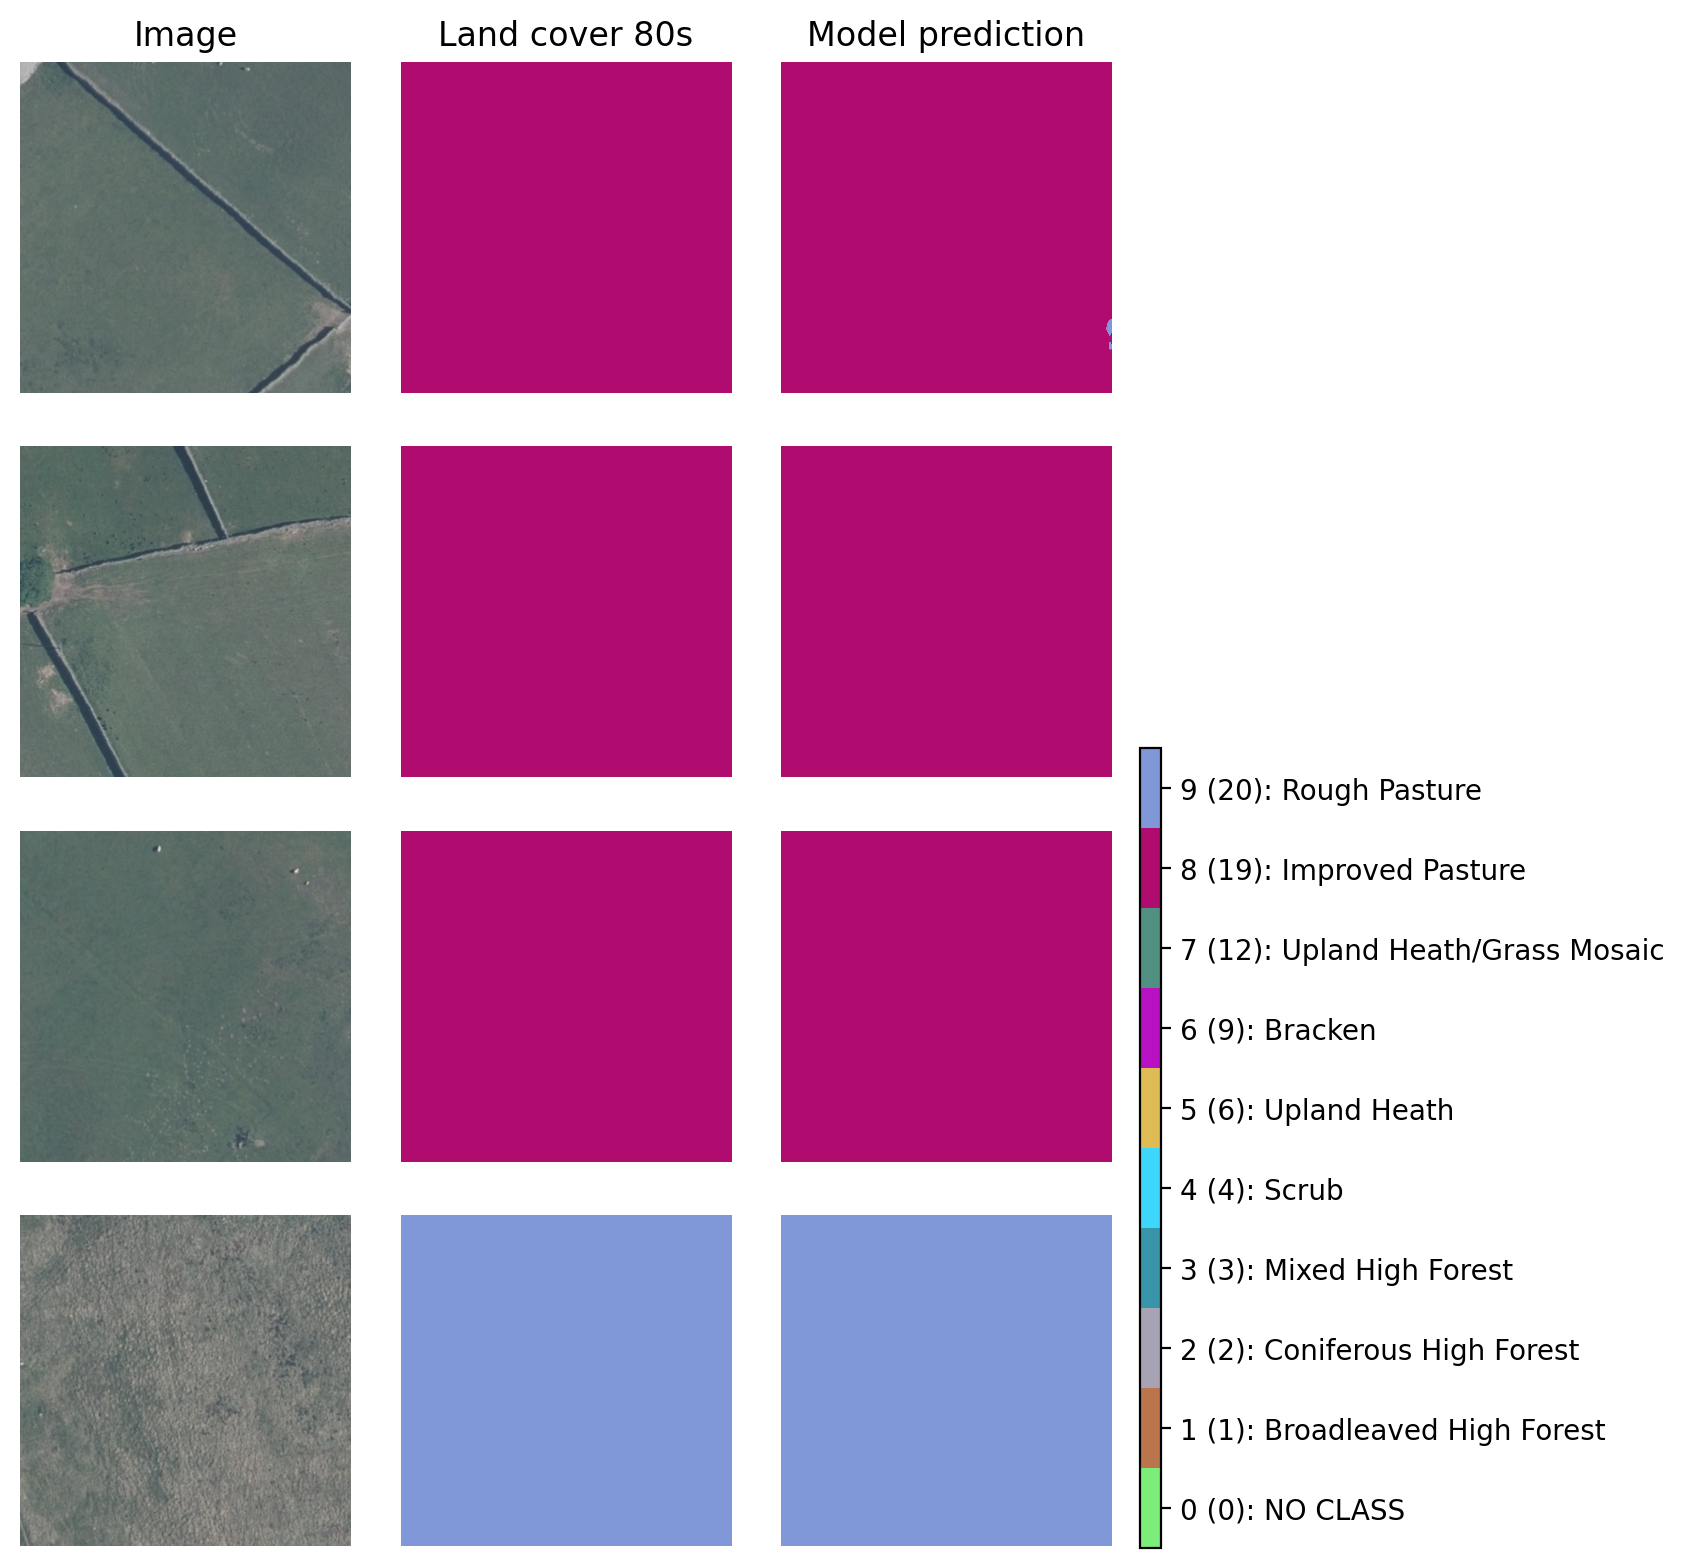 Image
Land cover 80s
Model prediction
9 (20): Rough Pasture
8 (19): Improved Pasture
7 (12): Upland Heath/Grass Mosaic
6 (9): Bracken
5 (6): Upland Heath
4 (4): Scrub
3 (3): Mixed High Forest
2 (2): Coniferous High Forest
1 (1): Broadleaved High Forest
0 (0): NO CLASS